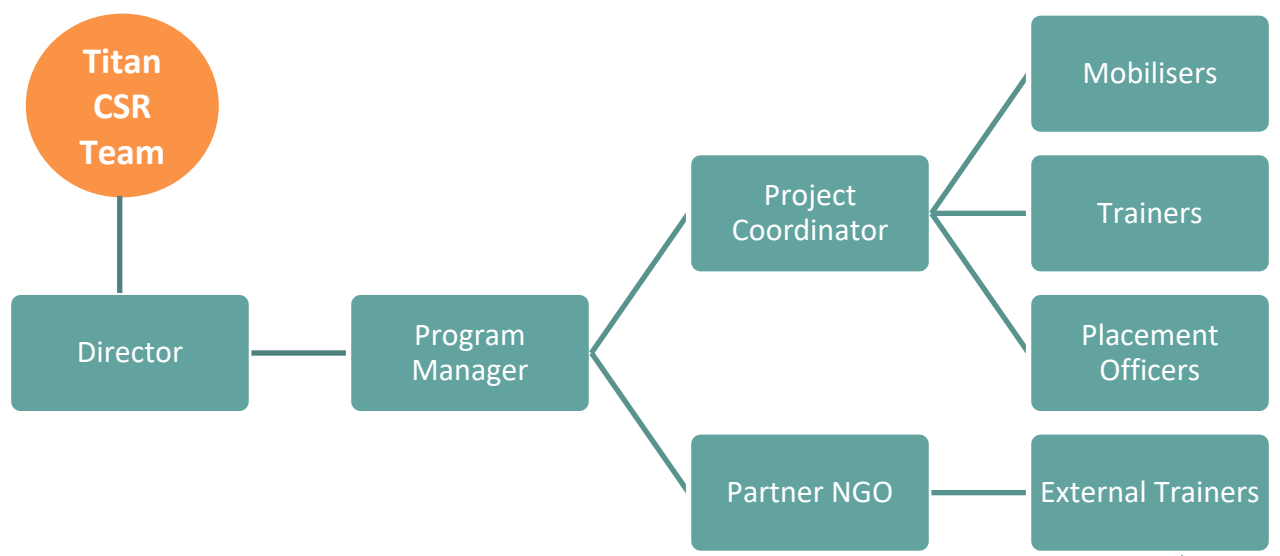 Titan
CSR
Team
Director
Program
Manager
Project
Coordinator
Partner NGO
Mobilisers
Trainers
Placement
Officers
External Trainers